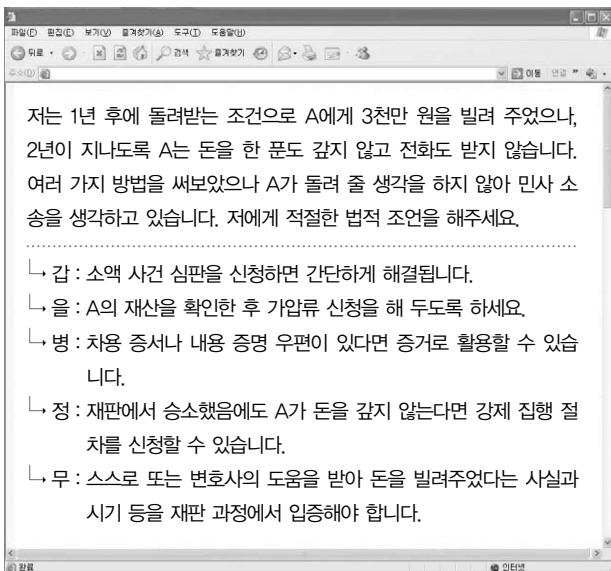 파일(F) 편집(E) 보기(V) 즐겨찾기(A) 도구(T) 도움말(H)
뒤로 검색 즐겨찾기
주소(D) 이동 연결 »
저는 1년 후에 돌려받는 조건으로 A에게 3천만 원을 빌려 주었으나,
2년이 지나도록 A는 돈을 한 푼도 갚지 않고 전화도 받지 않습니다.
여러 가지 방법을 써보았으나 A가 돌려 줄 생각을 하지 않아 민사 소
송을 생각하고 있습니다. 저에게 적절한 법적 조언을 해주세요.
갑 : 소액 사건 심판을 신청하면 간단하게 해결됩니다.
을 : A의 재산을 확인한 후 가압류 신청을 해 두도록 하세요.
병 : 차용 증서나 내용 증명 우편이 있다면 증거로 활용할 수 있습
니다.
정 : 재판에서 승소했음에도 A가 돈을 갚지 않는다면 강제 집행 절
차를 신청할 수 있습니다.
무 : 스스로 또는 변호사의 도움을 받아 돈을 빌려주었다는 사실과
시기 등을 재판 과정에서 입증해야 합니다.
완료 인터넷